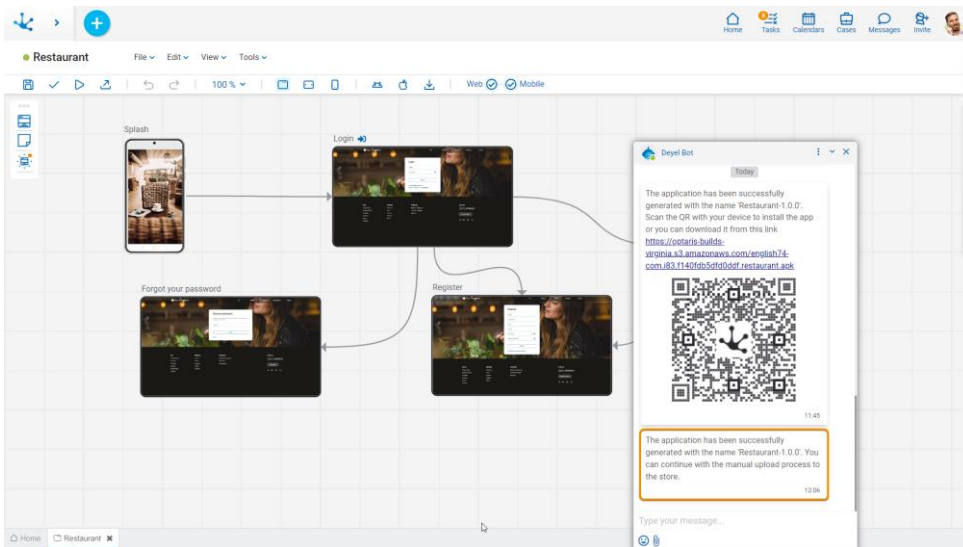 Home
Tasks
Calendars
Cases
Messages
Invite
Restaurant
File
Edit
View
Tools
100 %
Web
Mobile
Splash
Login
Forgot your password
Register
Deyel Bot
Today
The application has been successfully
generated with the name 'Restaurant-1.0.0'.
Scan the QR with your device to install the app
or you can download it from this link
https://optaris-builds-
virginia.s3.amazonaws.com/english74-
com.i83.f140fdb5dfd0ddf.restaurant.apk
11:45
The application has been successfully
generated with the name 'Restaurant-1.0.0'. You
can continue with the manual upload process to
the store.
12:06
Type your message...
Home
Restaurant